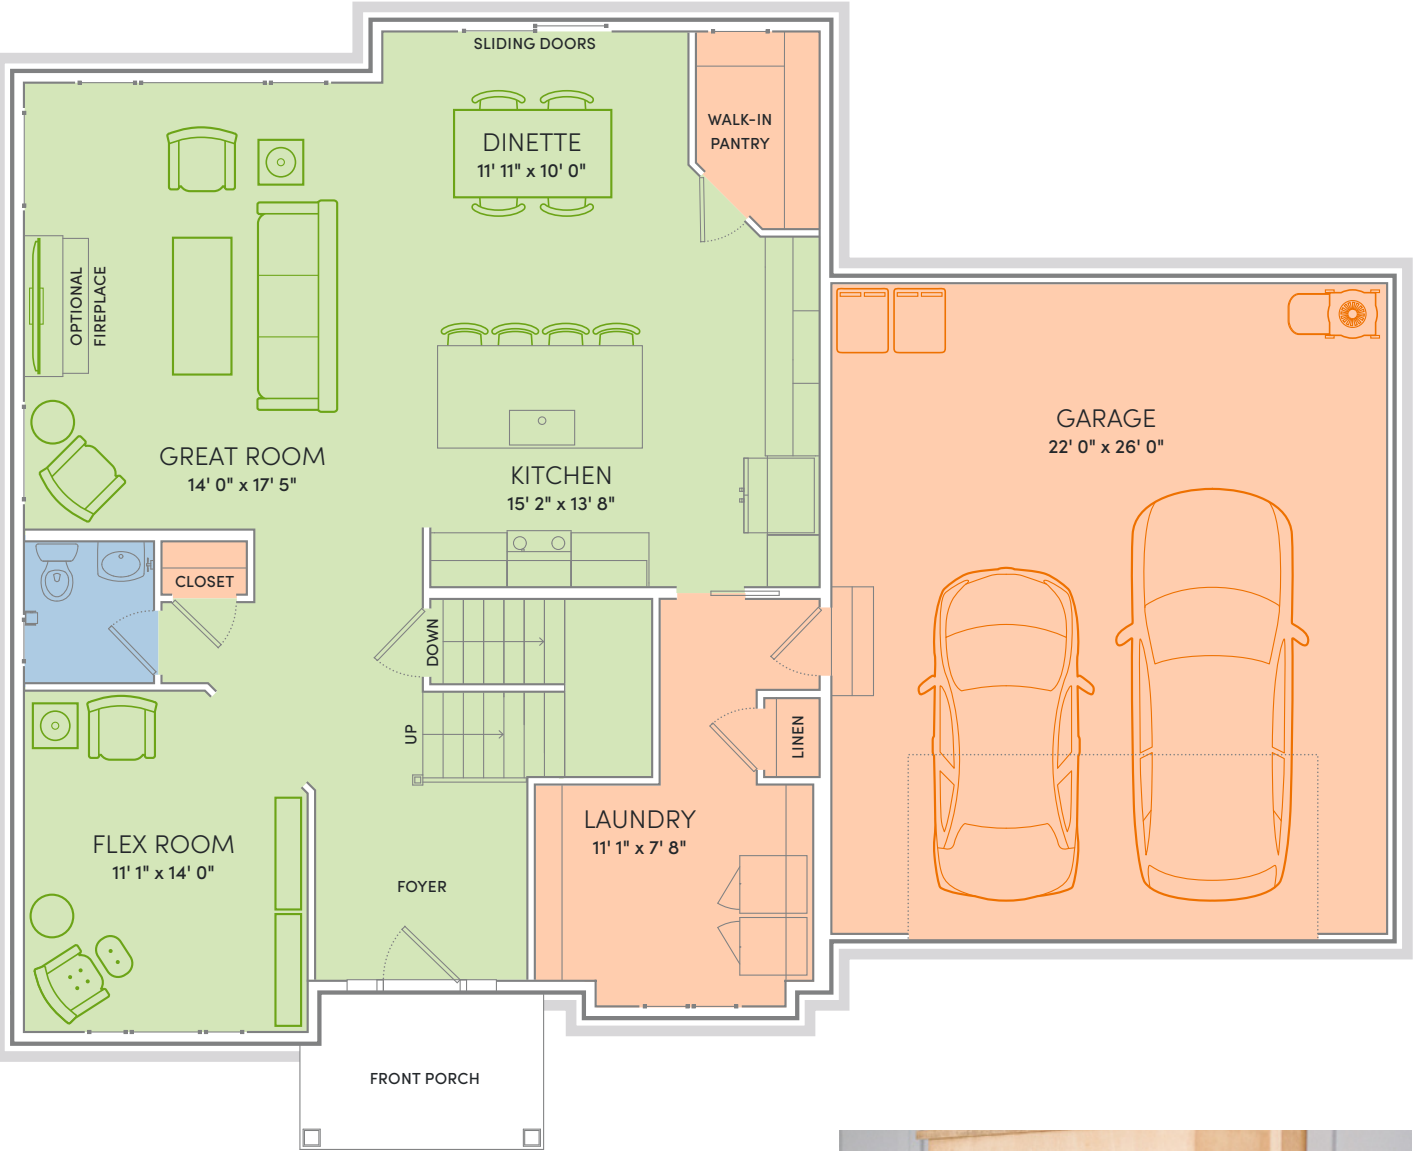 SLIDING DOORS
WALK-IN
PANTRY
DINETTE
11' 11" x 10' 0"
OPTIONAL
FIREPLACE
GREAT ROOM
14' 0" x 17' 5"
KITCHEN
15' 2" x 13' 8"
GARAGE
22' 0" x 26' 0"
CLOSET
DOWN
UP
LINEN
LAUNDRY
11' 1" x 7' 8"
FLEX ROOM
11' 1" x 14' 0"
FOYER
FRONT PORCH